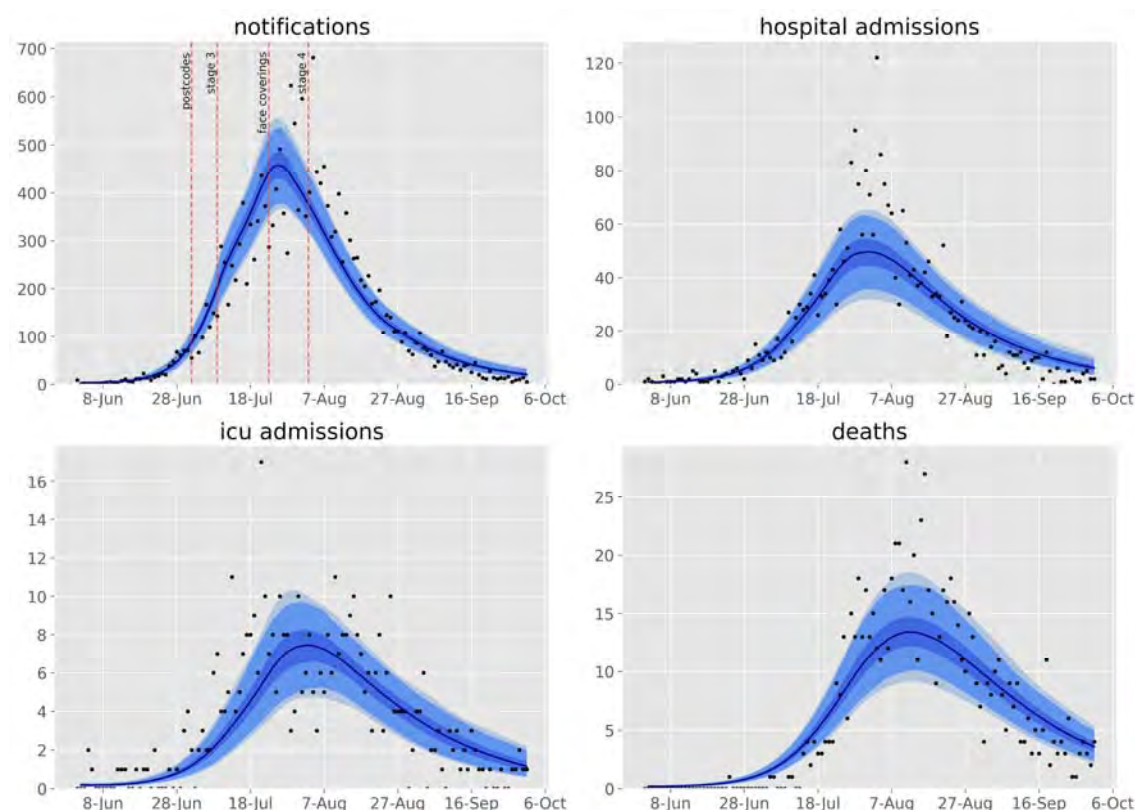 notifications
700
600
500
400
300
200
100
0
postcodes
stage 3
face coverings
stage 4
8-Jun 28-Jun 18-Jul 7-Aug 27-Aug 16-Sep 6-Oct
hospital admissions
120
100
80
60
40
20
0
8-Jun 28-Jun 18-Jul 7-Aug 27-Aug 16-Sep 6-Oct
icu admissions
16
14
12
10
8
6
4
2
0
8-Jun 28-Jun 18-Jul 7-Aug 27-Aug 16-Sep 6-Oct
deaths
25
20
15
10
5
0
8-Jun 28-Jun 18-Jul 7-Aug 27-Aug 16-Sep 6-Oct